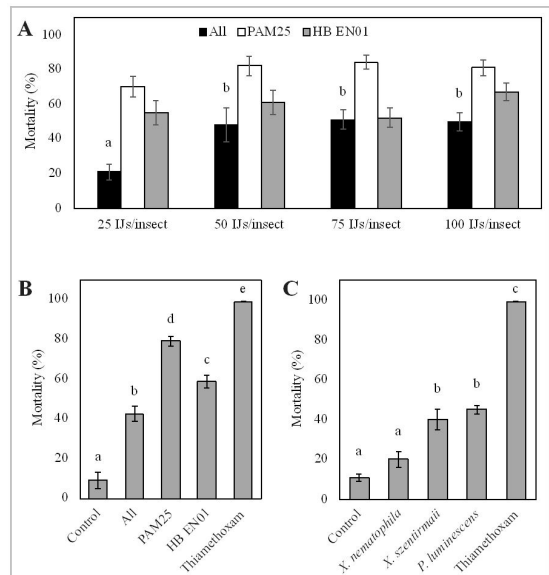 A
All PAM25 HB EN01
Mortality (%)
100
80
60
40
20
0
a
b
b
b
25 IJs/insect 50 IJs/insect 75 IJs/insect 100 IJs/insect
B
Mortality (%)
100
80
60
40
20
0
a
b
d
c
e
Control
All
PAM25
HB EN01
Thiamethoxam
C
Mortality (%)
100
80
60
40
20
0
a
a
b
b
c
Control
X. nematophila
X. szentirmaii
P. luminescens
Thiamethoxam